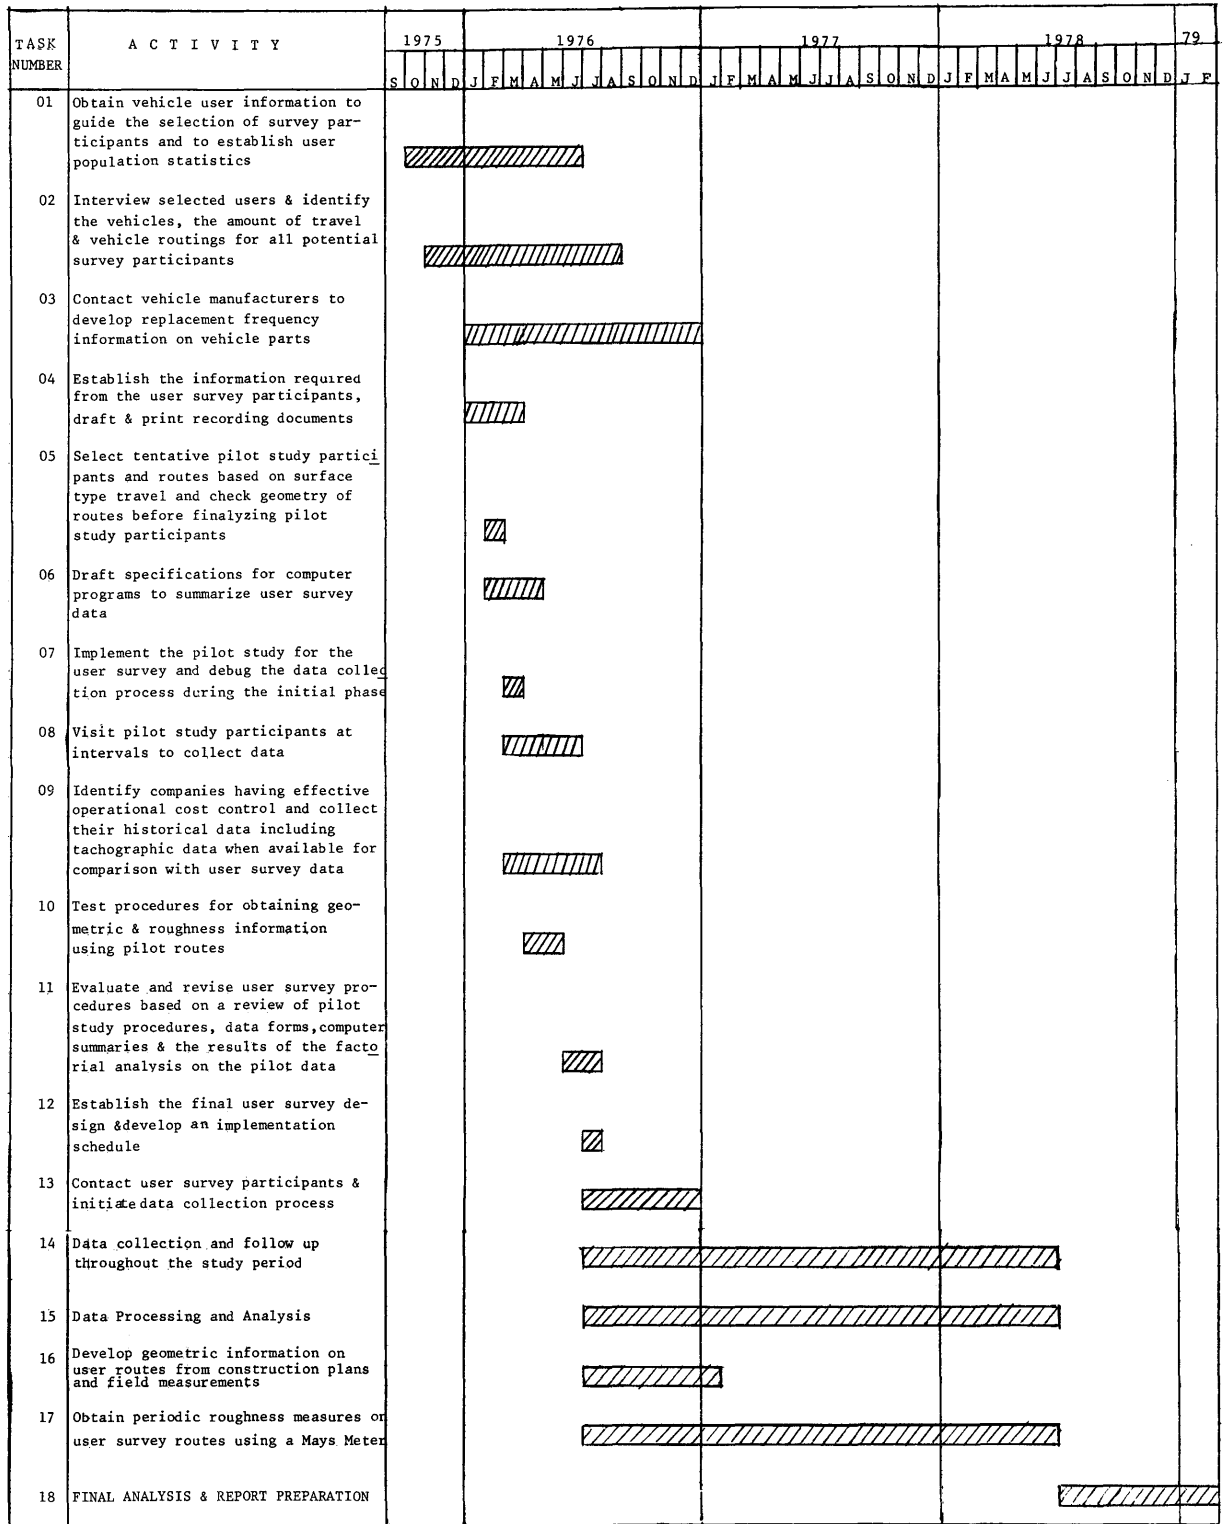 TASK NUMBER
A C T I V I T Y
1975 1976 1977 1978 79
S O N D J F M A M J J A S O N D J F M A M J J A S O N D J F M A M J J A S O N D J F
01 Obtain vehicle user information to
guide the selection of survey par-
ticipants and to establish user
population statistics
02 Interview selected users & identify
the vehicles, the amount of travel
& vehicle routings for all potential
survey participants
03 Contact vehicle manufacturers to
develop replacement frequency
information on vehicle parts
04 Establish the information required
from the user survey participants,
draft & print recording documents
05 Select tentative pilot study partici
pants and routes based on surface
type travel and check geometry of
routes before finalyzing pilot
study participants
06 Draft specifications for computer
programs to summarize user survey
data
07 Implement the pilot study for the
user survey and debug the data collec
tion process during the initial phase
08 Visit pilot study participants at
intervals to collect data
09 Identify companies having effective
operational cost control and collect
their historical data including
tachographic data when available for
comparison with user survey data
10 Test procedures for obtaining geo-
metric & roughness information
using pilot routes
11 Evaluate and revise user survey pro-
cedures based on a review of pilot
study procedures, data forms,computer
summaries & the results of the facto
rial analysis on the pilot data
12 Establish the final user survey de-
sign &develop an implementation
schedule
13 Contact user survey participants &
initiate data collection process
14 Data collection and follow up
throughout the study period
15 Data Processing and Analysis
16 Develop geometric information on
user routes from construction plans
and field measurements
17 Obtain periodic roughness measures on
user survey routes using a Mays Meter
18 FINAL ANALYSIS & REPORT PREPARATION